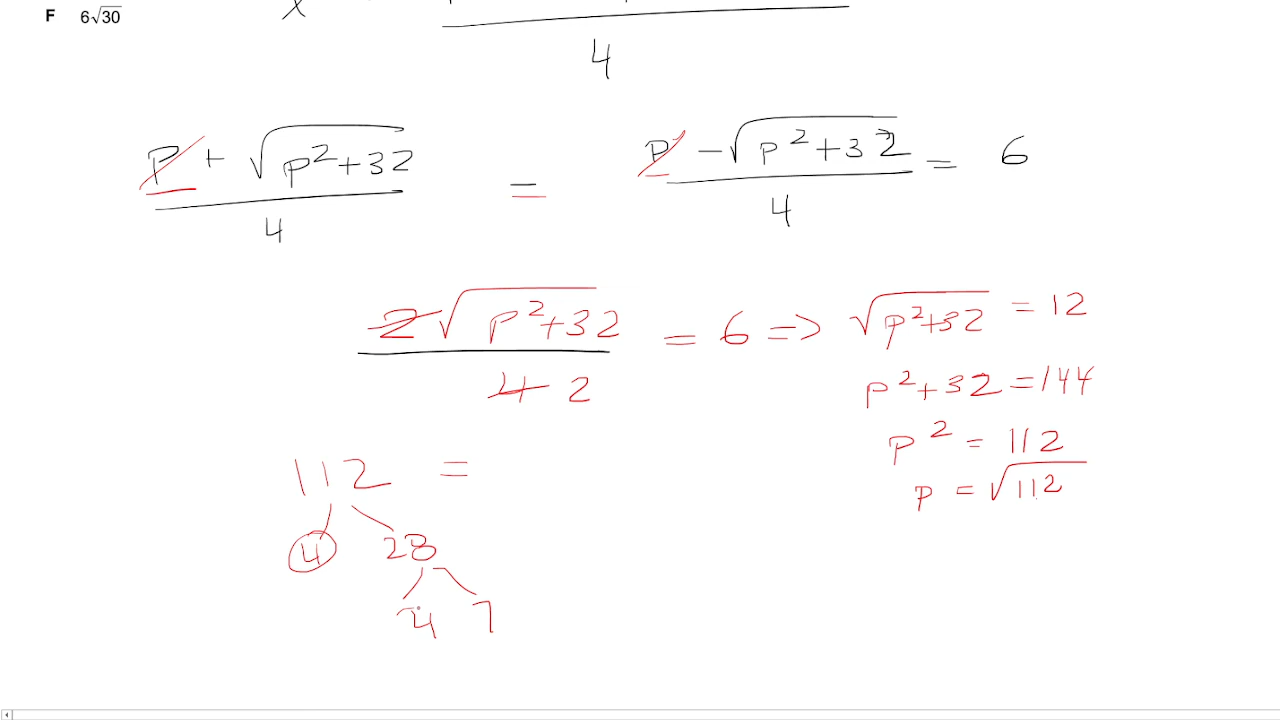 F 6√30
x
4
p + √p²+32 = p - √p²+32 = 6
4 4
2√p²+32 = 6 => √p²+32 = 12
4 2
p²+32 = 144
p² = 112
p = √112
112 =
4 28
4 7